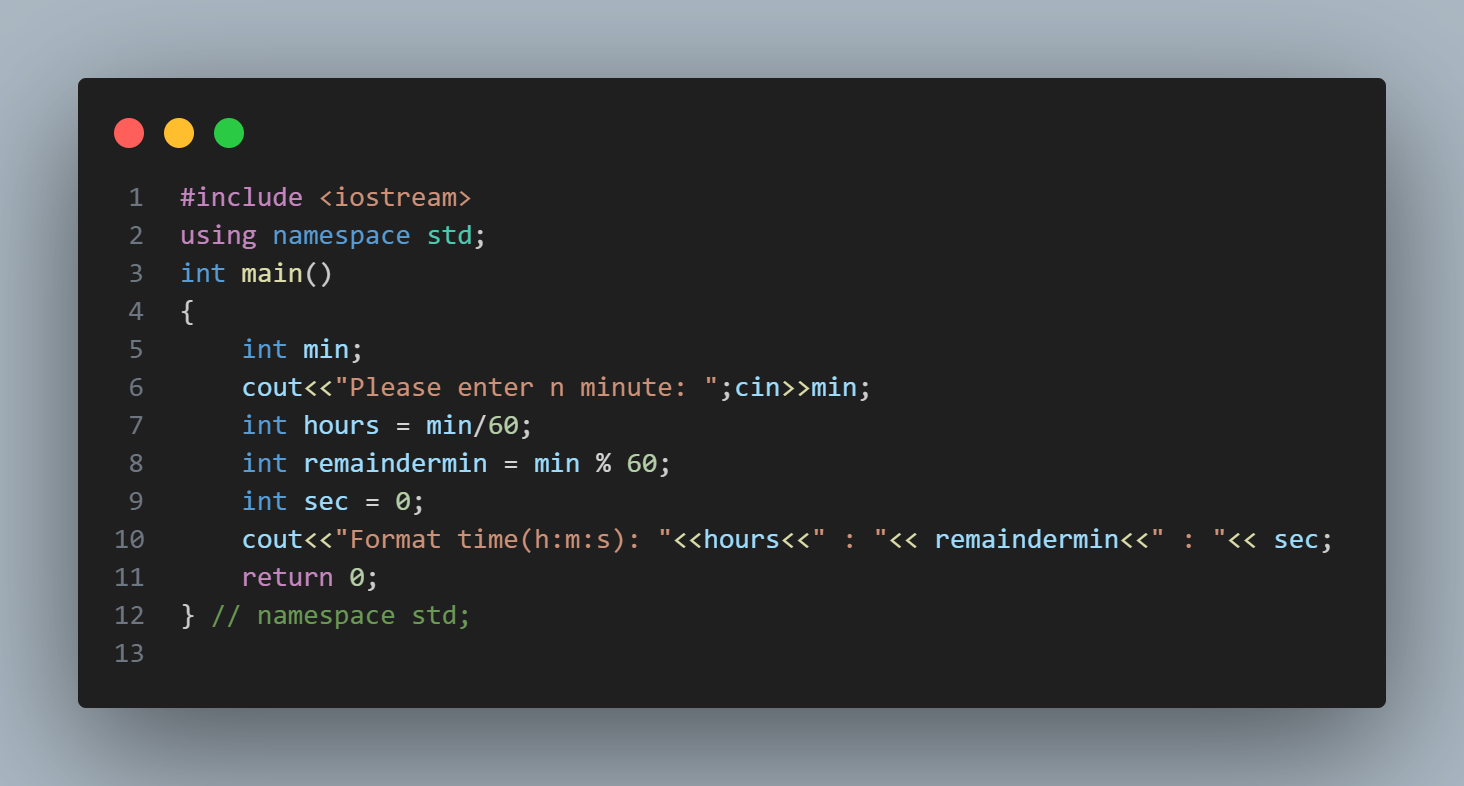 1 #include <iostream>
2 using namespace std;
3 int main()
4 {
5     int min;
6     cout<<"Please enter n minute: ";cin>>min;
7     int hours = min/60;
8     int remaindermin = min % 60;
9     int sec = 0;
10     cout<<"Format time(h:m:s): "<<hours<<" : "<< remaindermin<<" : "<< sec;
11     return 0;
12 } // namespace std;
13